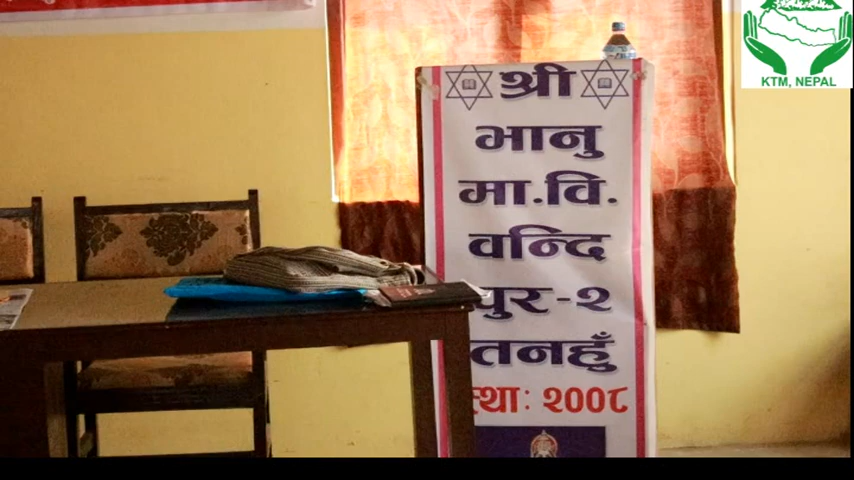 KTM, NEPAL
श्री
भानु
मा.वि.
वन्दि
पुर-२
तनहुँ
स्था: २००८